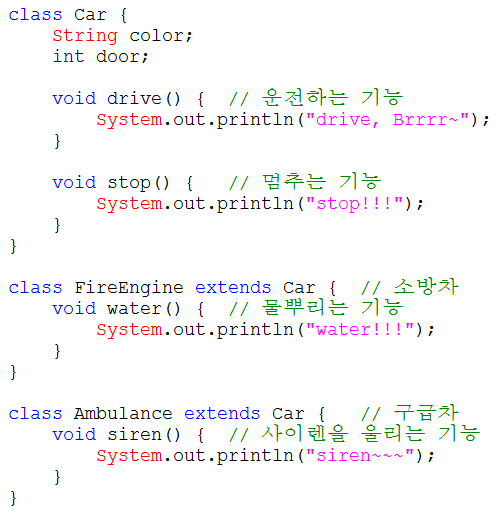 class Car {
    String color;
    int door;

    void drive() {  // 운전하는 기능
        System.out.println("drive, Brrrr~");
    }

    void stop() {   // 멈추는 기능
        System.out.println("stop!!!");
    }
}

class FireEngine extends Car {  // 소방차
    void water() {  // 물뿌리는 기능
        System.out.println("water!!!");
    }
}

class Ambulance extends Car {   // 구급차
    void siren() {  // 사이렌을 울리는 기능
        System.out.println("siren~~~");
    }
}